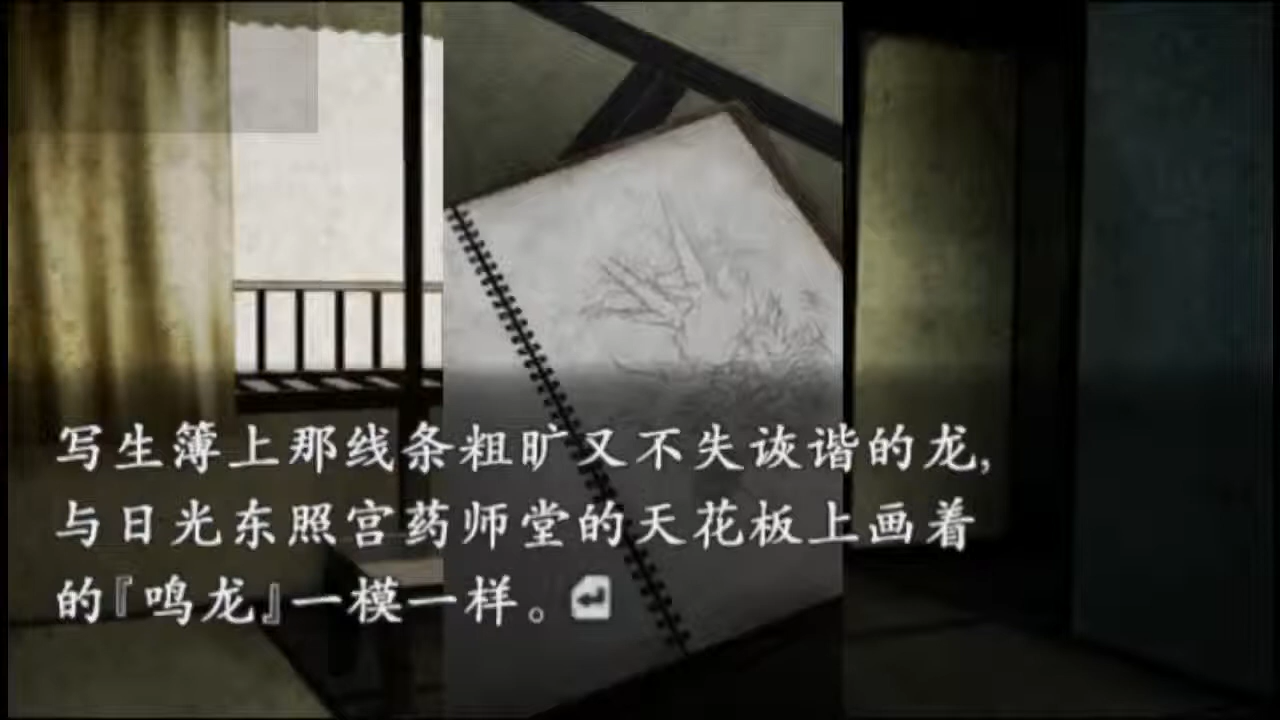 写生簿上那线条粗旷又不失诙谐的龙,
与日光东照宫药师堂的天花板上画着
的『鸣龙』一模一样。